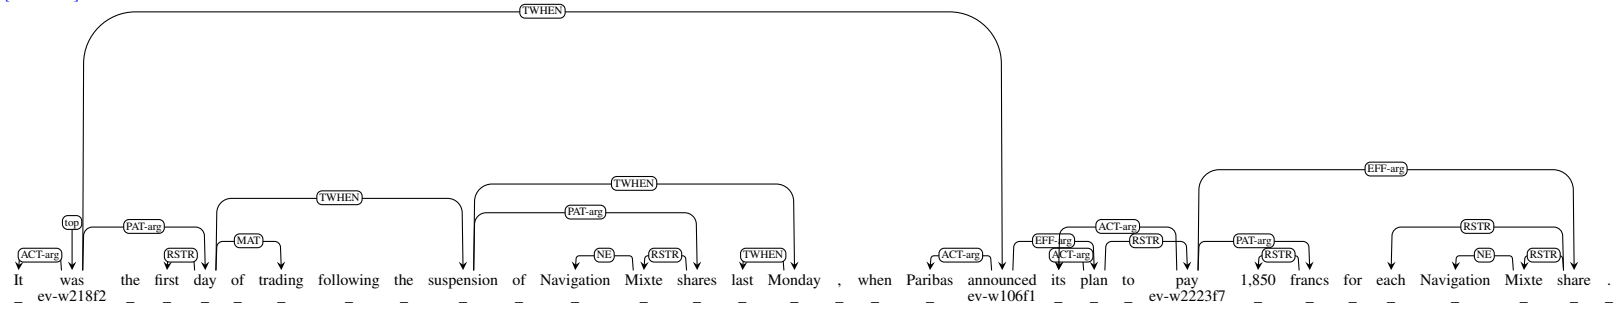 TWHEN
EFF-arg
TWHEN
TWHEN PAT-arg RSTR
top PAT-arg ACT-arg
MAT EFF-arg RSTR PAT-arg
ACT-arg RSTR NE RSTR TWHEN ACT-arg ACT-arg RSTR NE RSTR
It was the first day of trading following the suspension of Navigation Mixte shares last Monday , when Paribas announced its plan to pay 1,850 francs for each Navigation Mixte share .
_ ev-w218f2 _ _ _ _ _ _ _ _ _ _ _ _ _ _ _ _ _ ev-w106f1 _ _ _ ev-w2223f7 _ _ _ _ _ _ _ _